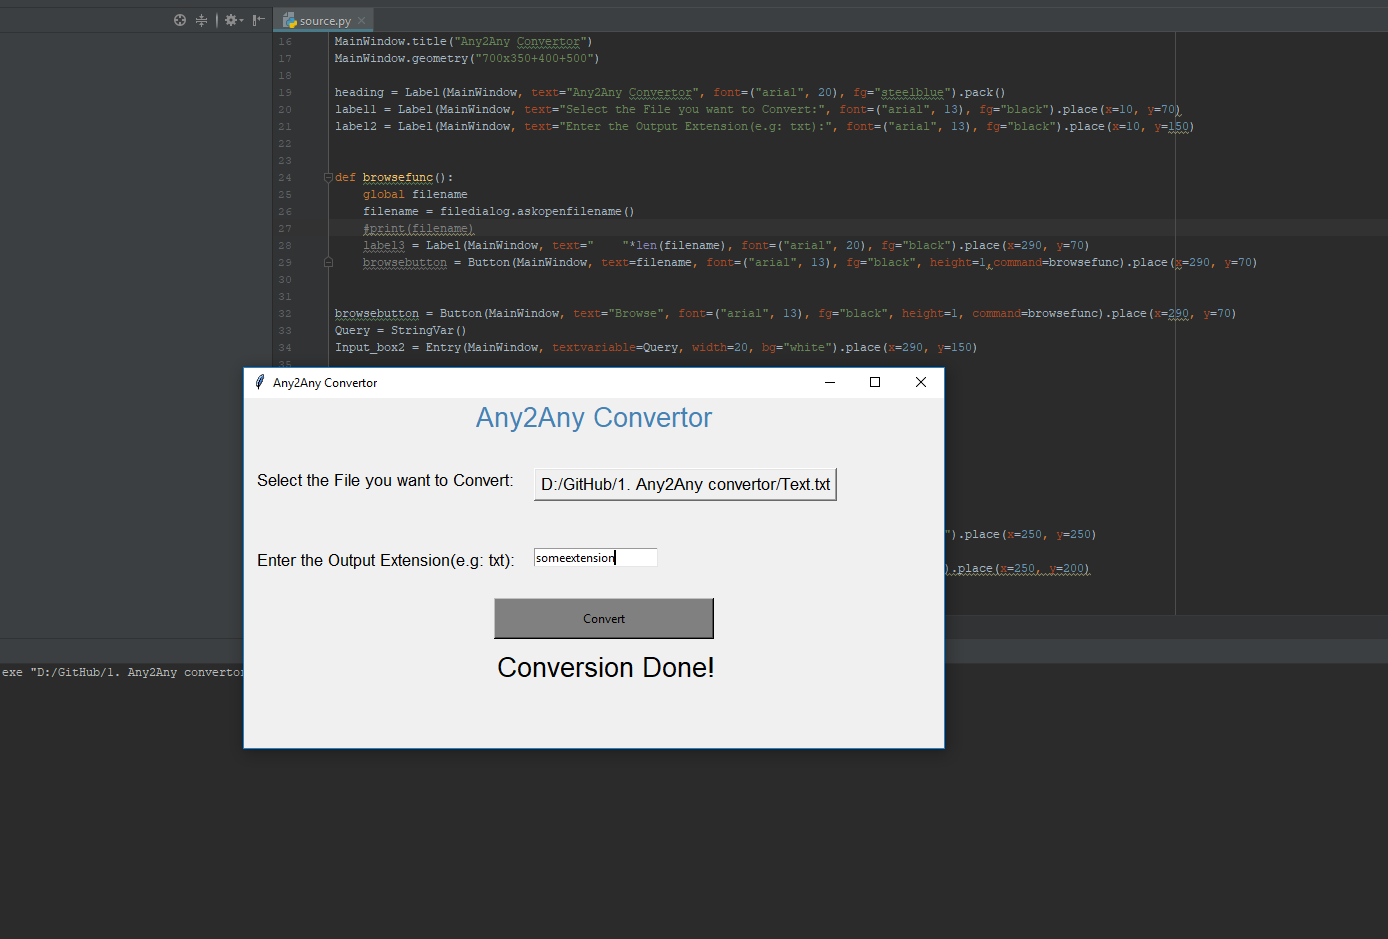 source.py
16 MainWindow.title("Any2Any Convertor")
17 MainWindow.geometry("700x350+400+500")
18
19 heading = Label(MainWindow, text="Any2Any Convertor", font=("arial", 20), fg="steelblue").pack()
20 label1 = Label(MainWindow, text="Select the File you want to Convert:", font=("arial", 13), fg="black").place(x=10, y=70)
21 label2 = Label(MainWindow, text="Enter the Output Extension(e.g: txt):", font=("arial", 13), fg="black").place(x=10, y=150)
22
23
24 def browsefunc():
25     global filename
26     filename = filedialog.askopenfilename()
27     #print(filename)
28     label3 = Label(MainWindow, text="    "*len(filename), font=("arial", 20), fg="black").place(x=290, y=70)
29     browsebutton = Button(MainWindow, text=filename, font=("arial", 13), fg="black", height=1,command=browsefunc).place(x=290, y=70)
30
31
32 browsebutton = Button(MainWindow, text="Browse", font=("arial", 13), fg="black", height=1, command=browsefunc).place(x=290, y=70)
33 Query = StringVar()
34 Input_box2 = Entry(MainWindow, textvariable=Query, width=20, bg="white").place(x=290, y=150)
35
Any2Any Convertor
Any2Any Convertor
Select the File you want to Convert: D:/GitHub/1. Any2Any convertor/Text.txt
").place(x=250, y=250)
Enter the Output Extension(e.g: txt): someextension
).place(x=250, y=200)
Convert
Conversion Done!
exe "D:/GitHub/1. Any2Any convertor